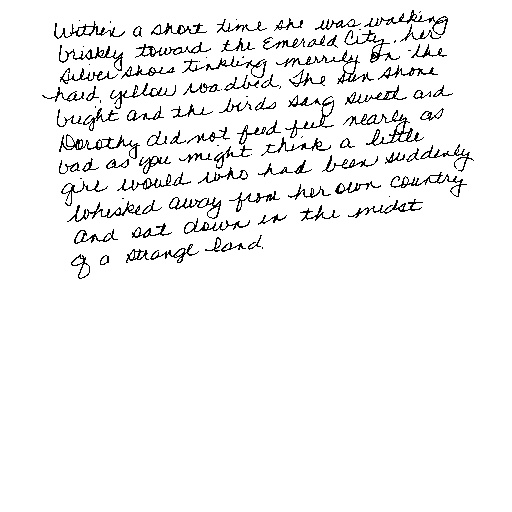 Within a short time she was walking
briskly toward the Emerald City, her
Silver Shoes tinkling merrily on the
hard, yellow roadbed. The sun shone
bright and the birds sang sweet and
Dorothy did not feed feel nearly as
bad as you might think a little
girl would who had been suddenly
whisked away from her own country
and sat down in the midst
of a strange land.